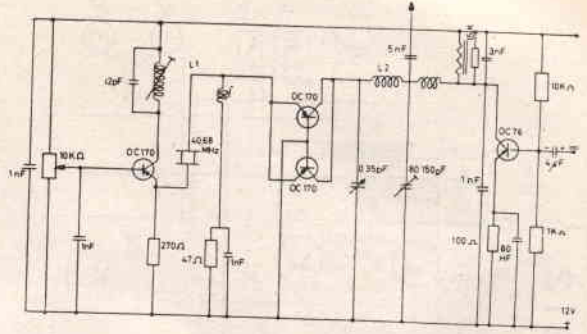 12pF
L1
10KΩ
1nF
OC170
40,68
MHz
1nF
270Ω
47Ω
1nF
OC170
OC170
L2
5nF
0.35pF
80.150pF
3nF
10KΩ
OC76
1nF
100Ω
80
1KΩ
12V